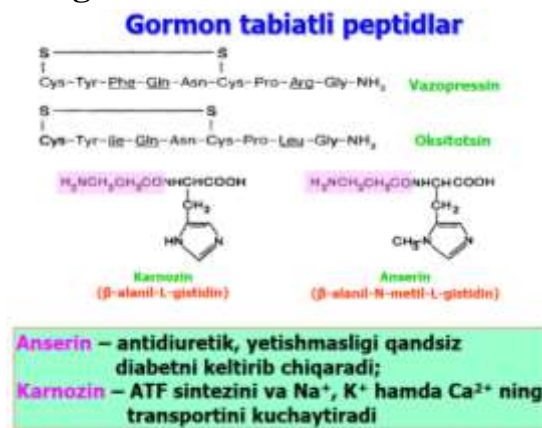 Gormon tabiatli peptidlar
S S
Cys-Tyr-Phe-Gln-Asn-Cys-Pro-Arg-Gly-NH₂ Vazopressin
S S
Cys-Tyr-Ile-Gln-Asn-Cys-Pro-Leu-Gly-NH₂ Oksitotsin
H₂NCH₂CH₂CONHCHCOOH H₂NCH₂CH₂CONHCHCOOH
CH₂ CH₂
HN N CH₃-N N
Karnozin Anserin
(β-alanil-L-gistidin) (β-alanil-N-metil-L-gistidin)
Anserin – antidiuretik, yetishmasligi qandsiz
diabetni keltirib chiqaradi;
Karnozin – ATF sintezini va Na⁺, K⁺ hamda Ca²⁺ ning
transportini kuchaytiradi